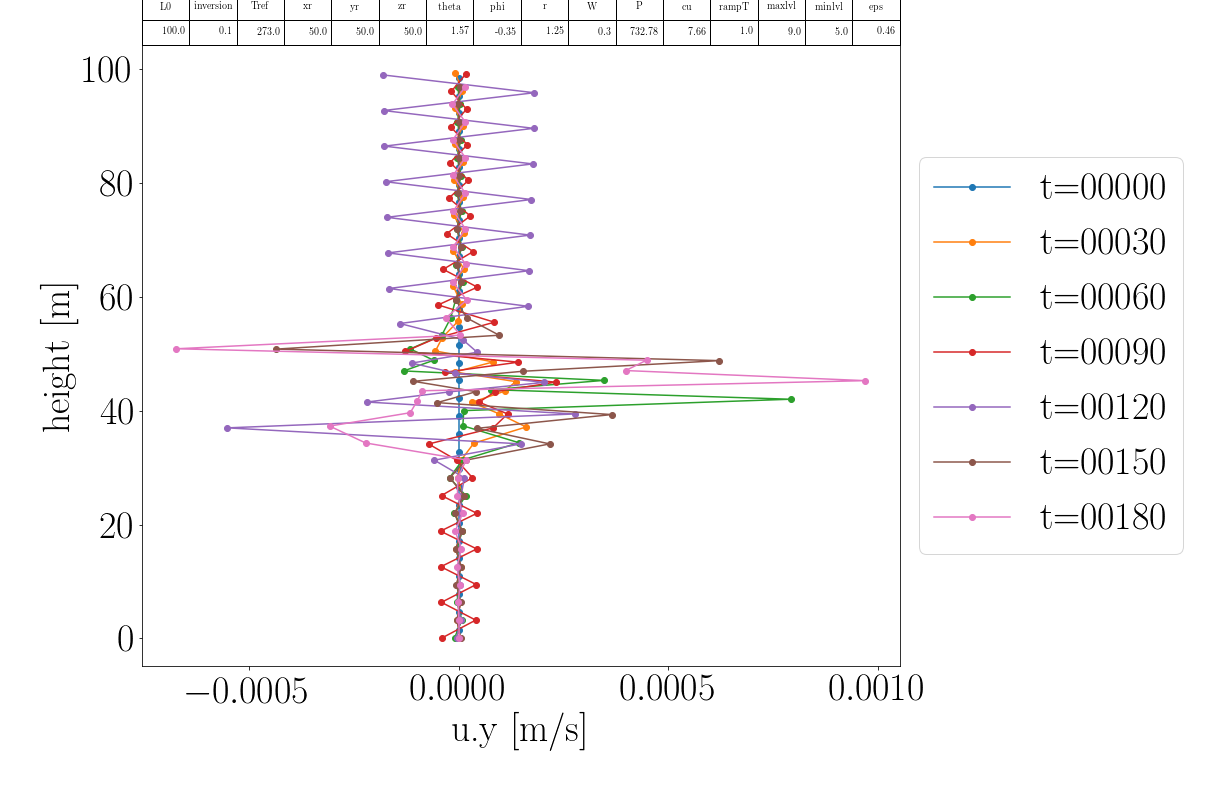 L0 inversion Tref xr yr zr theta phi r W P cu rampT maxlvl minlvl eps
100.0 0.1 273.0 50.0 50.0 50.0 1.57 -0.35 1.25 0.3 732.78 7.66 1.0 9.0 5.0 0.46
100
80
60
40
20
0
height [m]
−0.0005 0.0000 0.0005 0.0010
u.y [m/s]
t=00000
t=00030
t=00060
t=00090
t=00120
t=00150
t=00180